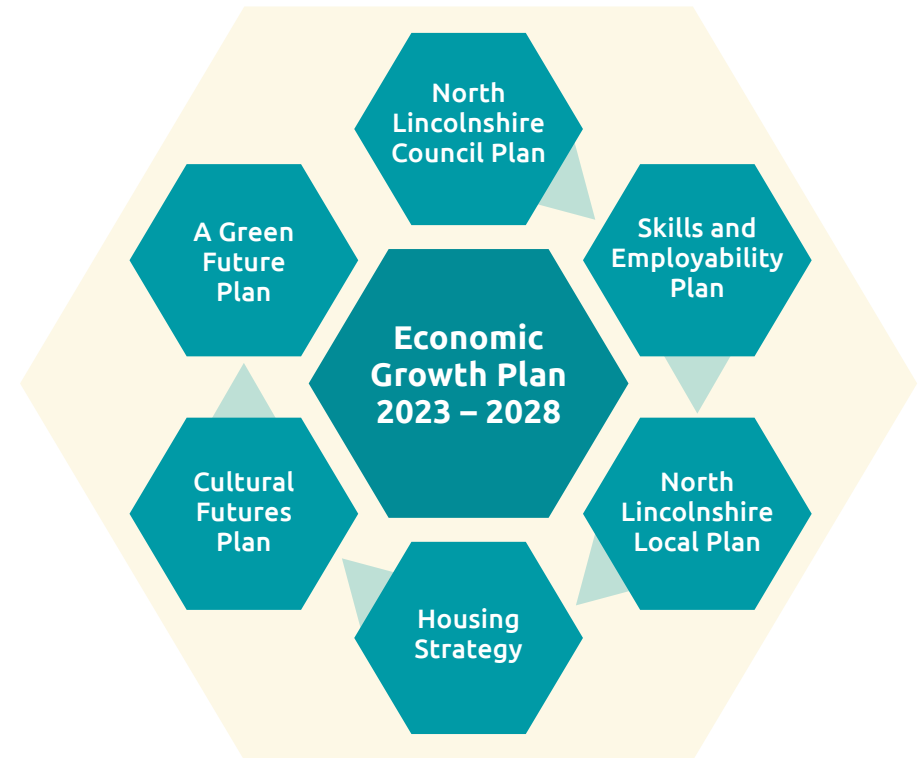 North
Lincolnshire
Council Plan
Skills and
Employability
Plan
North
Lincolnshire
Local Plan
Housing
Strategy
Cultural
Futures
Plan
A Green
Future
Plan
Economic
Growth Plan
2023 – 2028